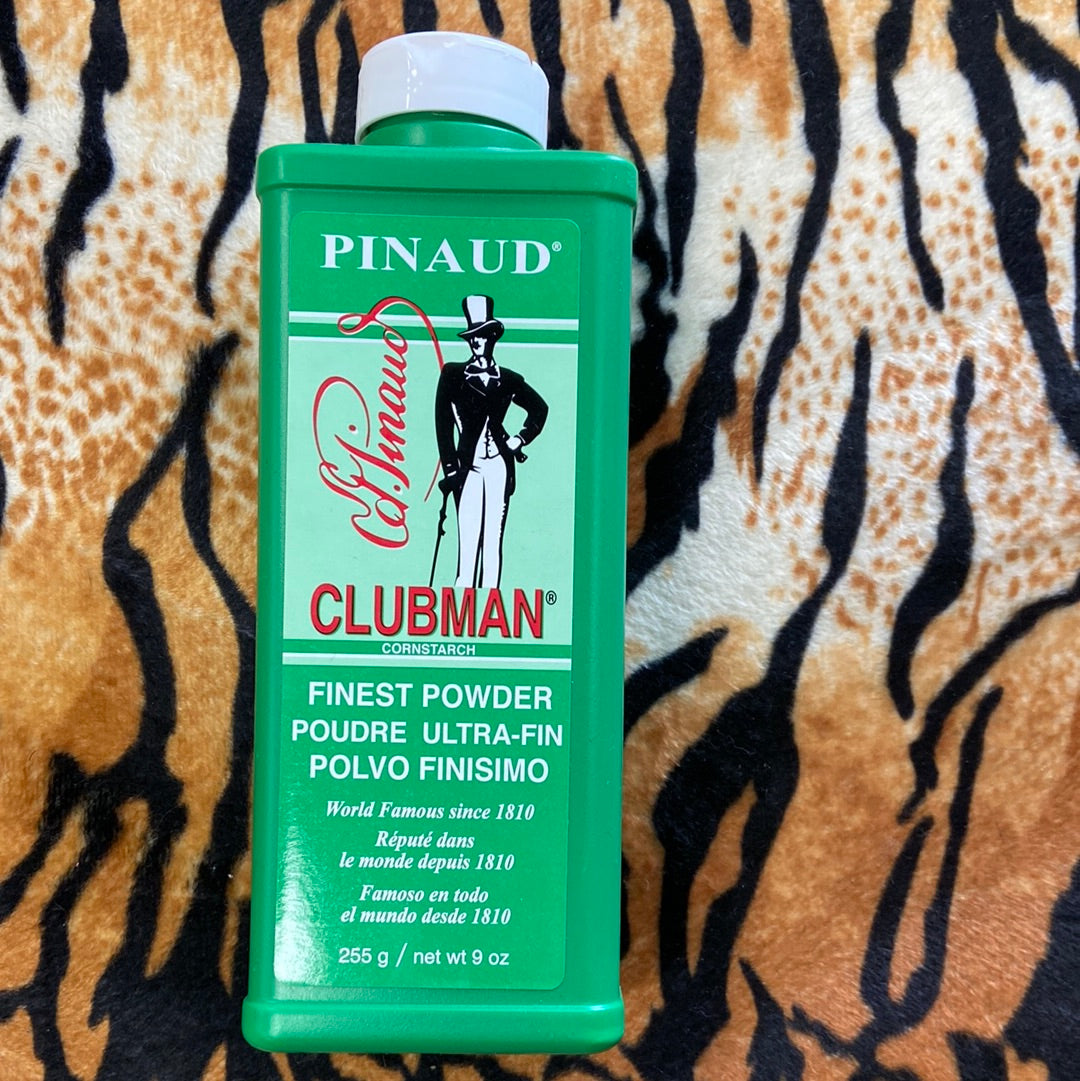 PINAUD®
Ed. Pinaud
CLUBMAN®
CORNSTARCH
FINEST POWDER
POUDRE ULTRA-FIN
POLVO FINISIMO
World Famous since 1810
Réputé dans
le monde depuis 1810
Famoso en todo
el mundo desde 1810
255 g / net wt 9 oz